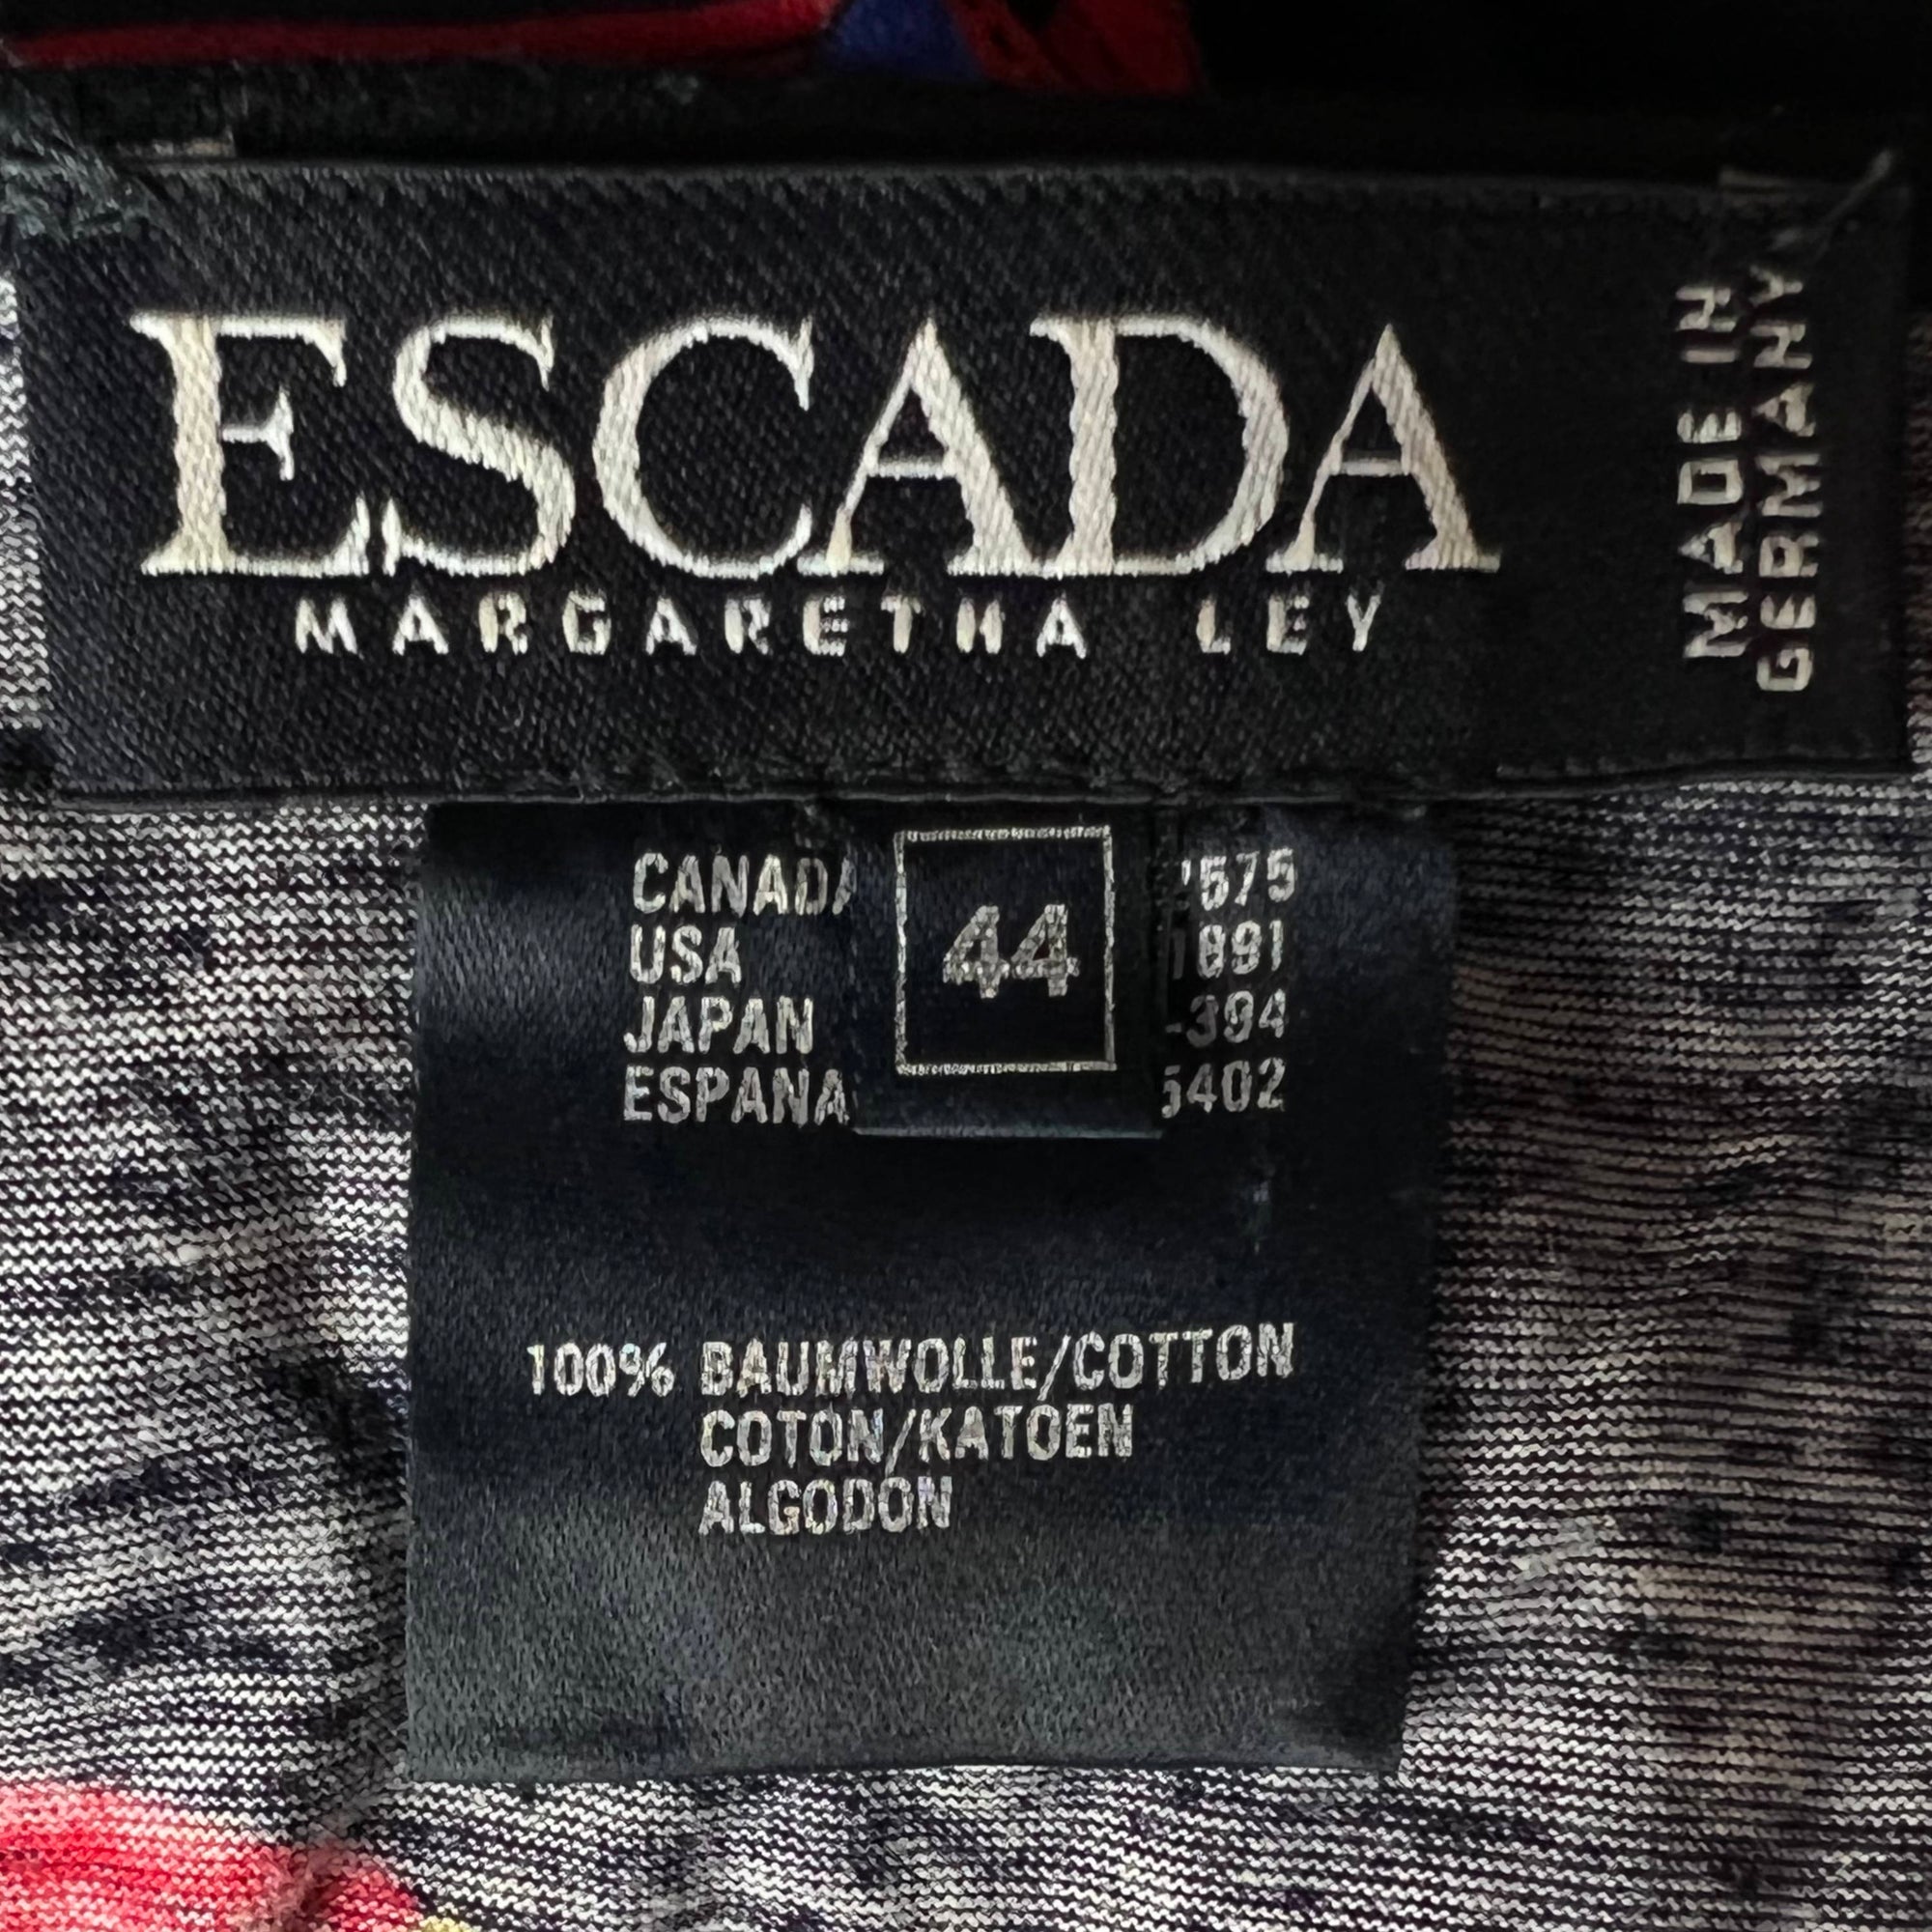 ESCADA
MARGARETHA LEY
MADE IN
GERMANY
44
CANADA
USA
JAPAN
ESPANA
100% BAUMWOLLE/COTTON
COTON/KATOEN
ALGODON